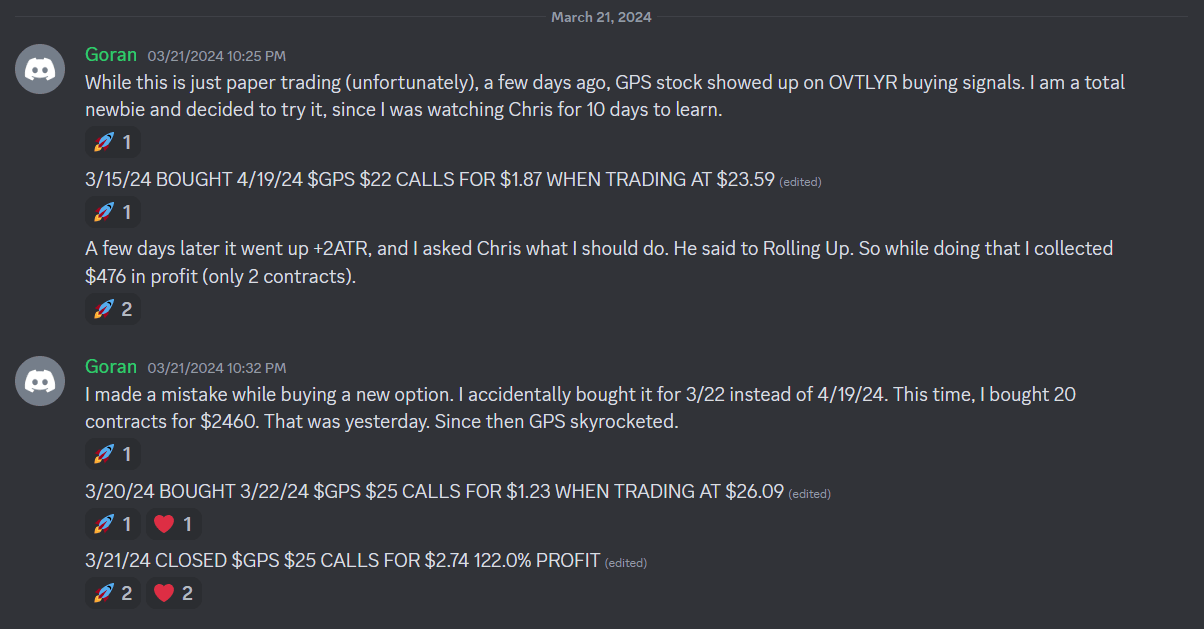 March 21, 2024
Goran 03/21/2024 10:25 PM
While this is just paper trading (unfortunately), a few days ago, GPS stock showed up on OVTLYR buying signals. I am a total
newbie and decided to try it, since I was watching Chris for 10 days to learn.
1
3/15/24 BOUGHT 4/19/24 $GPS $22 CALLS FOR $1.87 WHEN TRADING AT $23.59 (edited)
1
A few days later it went up +2ATR, and I asked Chris what I should do. He said to Rolling Up. So while doing that I collected
$476 in profit (only 2 contracts).
2
Goran 03/21/2024 10:32 PM
I made a mistake while buying a new option. I accidentally bought it for 3/22 instead of 4/19/24. This time, I bought 20
contracts for $2460. That was yesterday. Since then GPS skyrocketed.
1
3/20/24 BOUGHT 3/22/24 $GPS $25 CALLS FOR $1.23 WHEN TRADING AT $26.09 (edited)
1 1
3/21/24 CLOSED $GPS $25 CALLS FOR $2.74 122.0% PROFIT (edited)
2 2